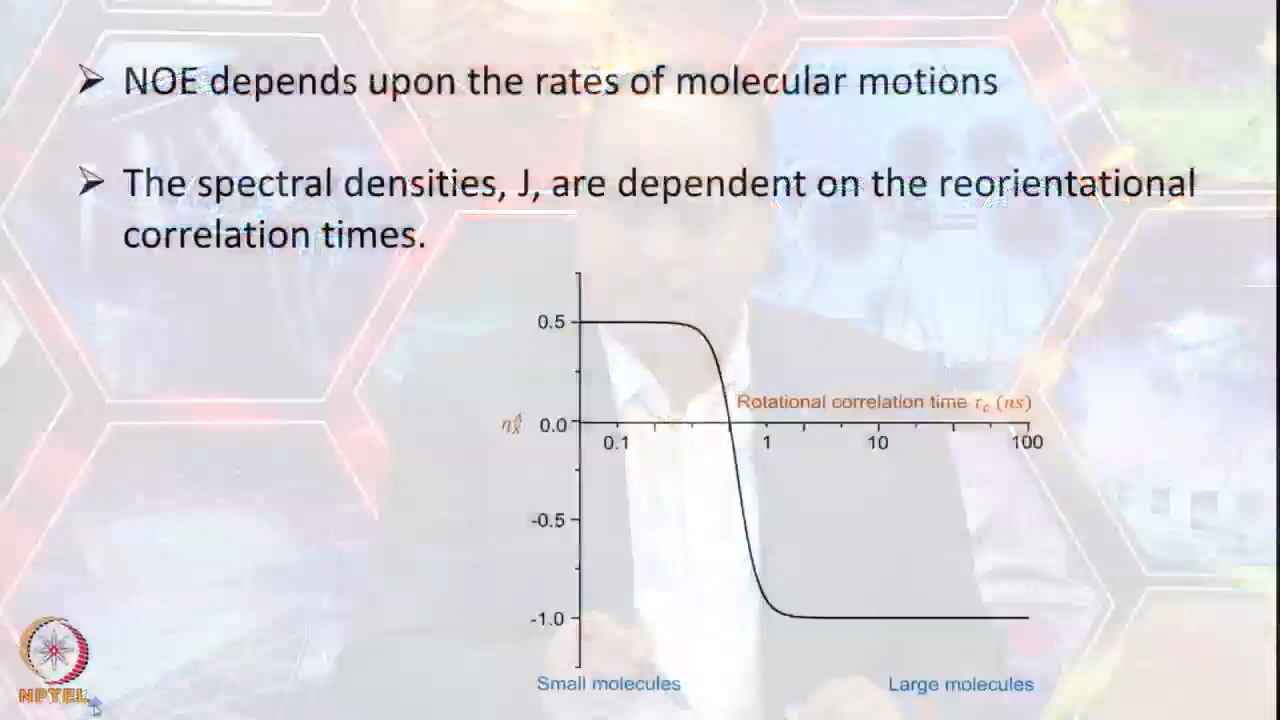 ➢ NOE depends upon the rates of molecular motions
➢ The spectral densities, J, are dependent on the reorientational
correlation times.
0.5
Rotational correlation time τc (ns)
0.0
0.1 1 10 100
-0.5
-1.0
Small molecules Large molecules
NPTEL